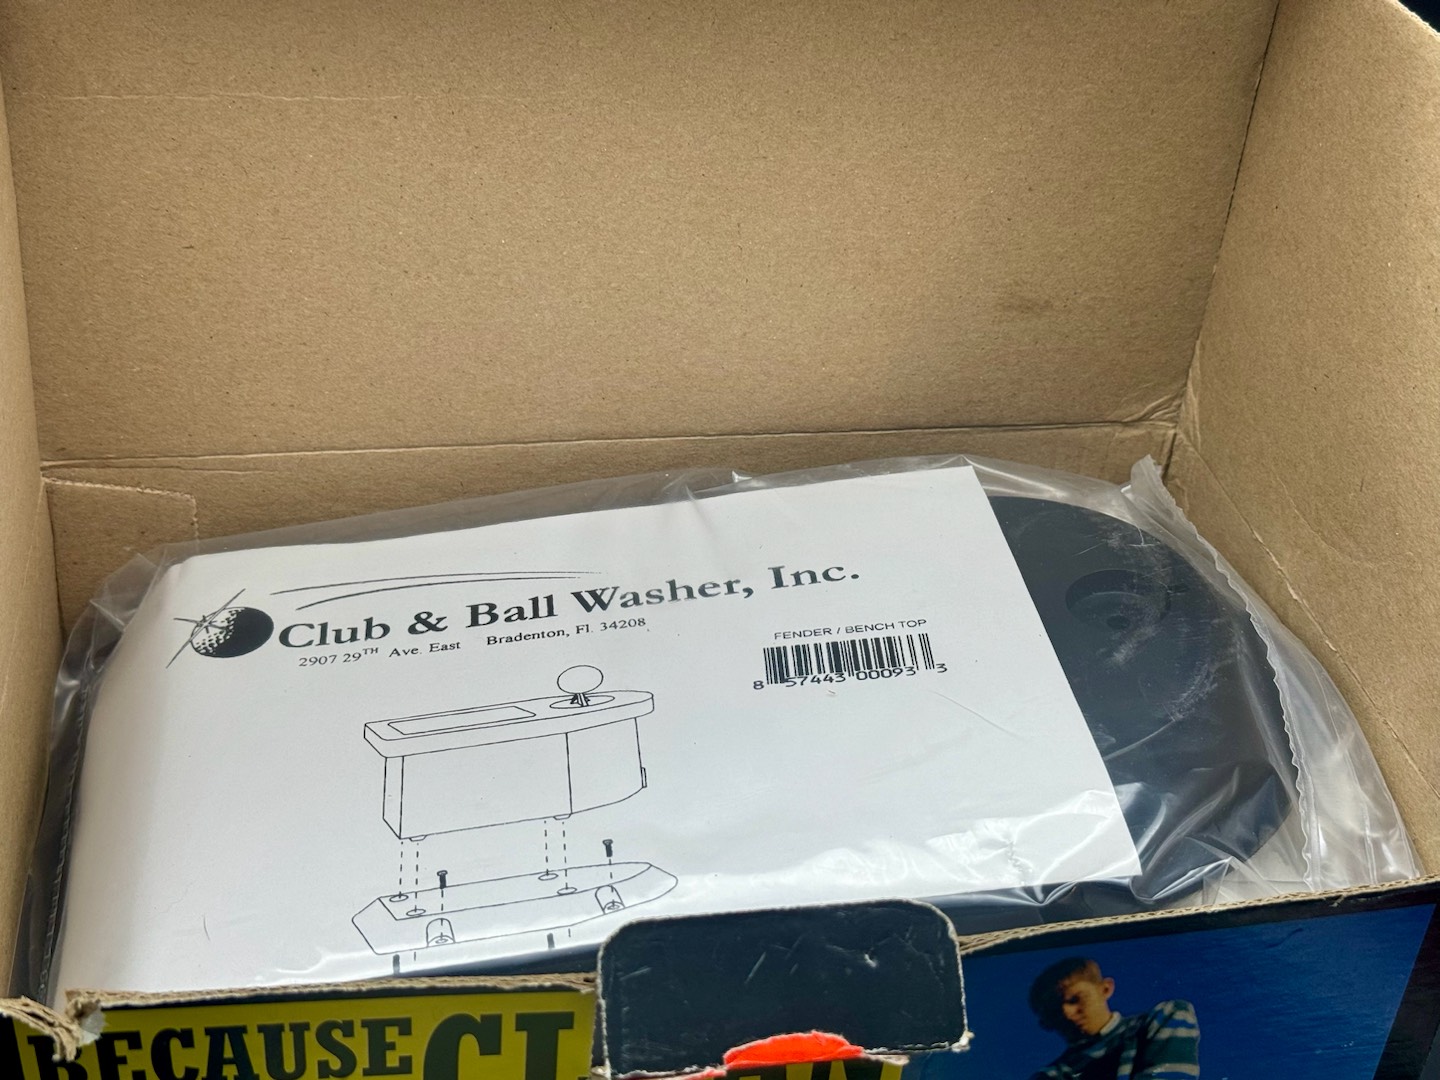 Club & Ball Washer, Inc.
2907 29TH Ave. East Bradenton, Fl. 34208
FENDER / BENCH TOP
8 57443 00093 3
BECAUSE